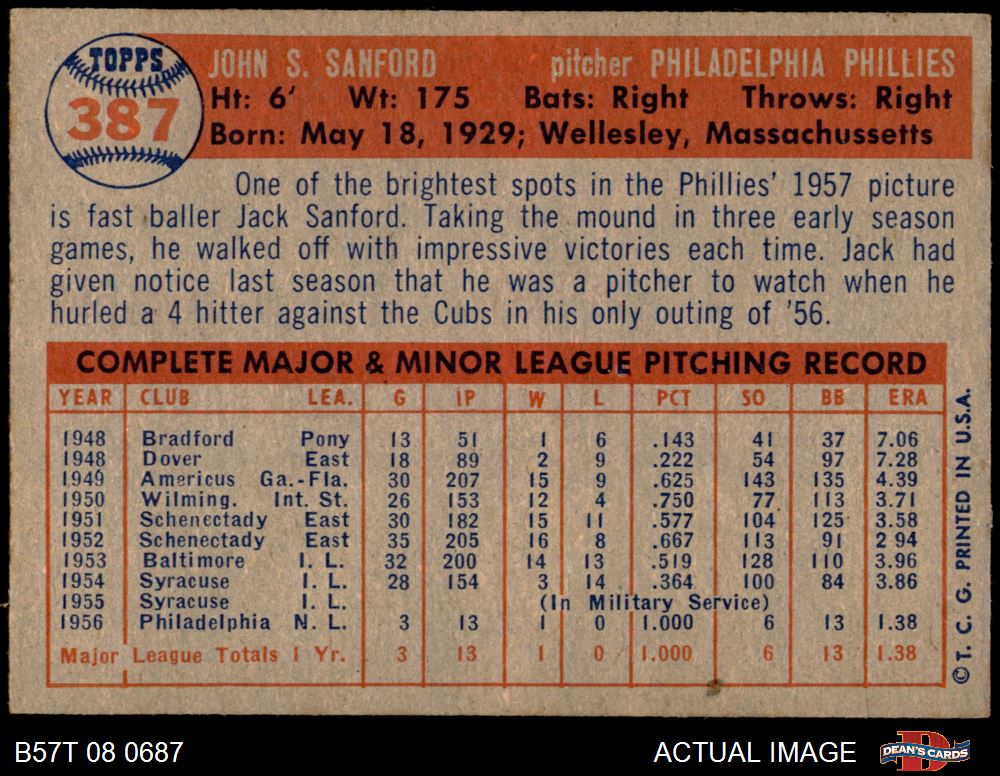 TOPPS
387
JOHN S. SANFORD pitcher PHILADELPHIA PHILLIES
Ht: 6' Wt: 175 Bats: Right Throws: Right
Born: May 18, 1929; Wellesley, Massachussetts
One of the brightest spots in the Phillies' 1957 picture
is fast baller Jack Sanford. Taking the mound in three early season
games, he walked off with impressive victories each time. Jack had
given notice last season that he was a pitcher to watch when he
hurled a 4 hitter against the Cubs in his only outing of '56.
COMPLETE MAJOR & MINOR LEAGUE PITCHING RECORD
YEAR CLUB LEA. G IP W L PCT SO BB ERA
1948 Bradford Pony 13 51 1 6 .143 41 37 7.06
1948 Dover East 18 89 2 9 .222 54 97 7.28
1949 Americus Ga.-Fla. 30 207 15 9 .625 143 135 4.39
1950 Wilming. Int. St. 26 153 12 4 .750 77 113 3.71
1951 Schenectady East 30 182 15 11 .577 104 125 3.58
1952 Schenectady East 35 205 16 8 .667 113 91 2 94
1953 Baltimore I. L. 32 200 14 13 .519 128 110 3.96
1954 Syracuse I. L. 28 154 3 14 .364 100 84 3.86
1955 Syracuse I. L. (In Military Service)
1956 Philadelphia N. L. 3 13 1 0 1.000 6 13 1.38
Major League Totals 1 Yr. 3 13 1 0 1.000 6 13 1.38
© T. C. G. PRINTED IN U.S.A.
B57T 08 0687
ACTUAL IMAGE
D
DEAN'S CARDS